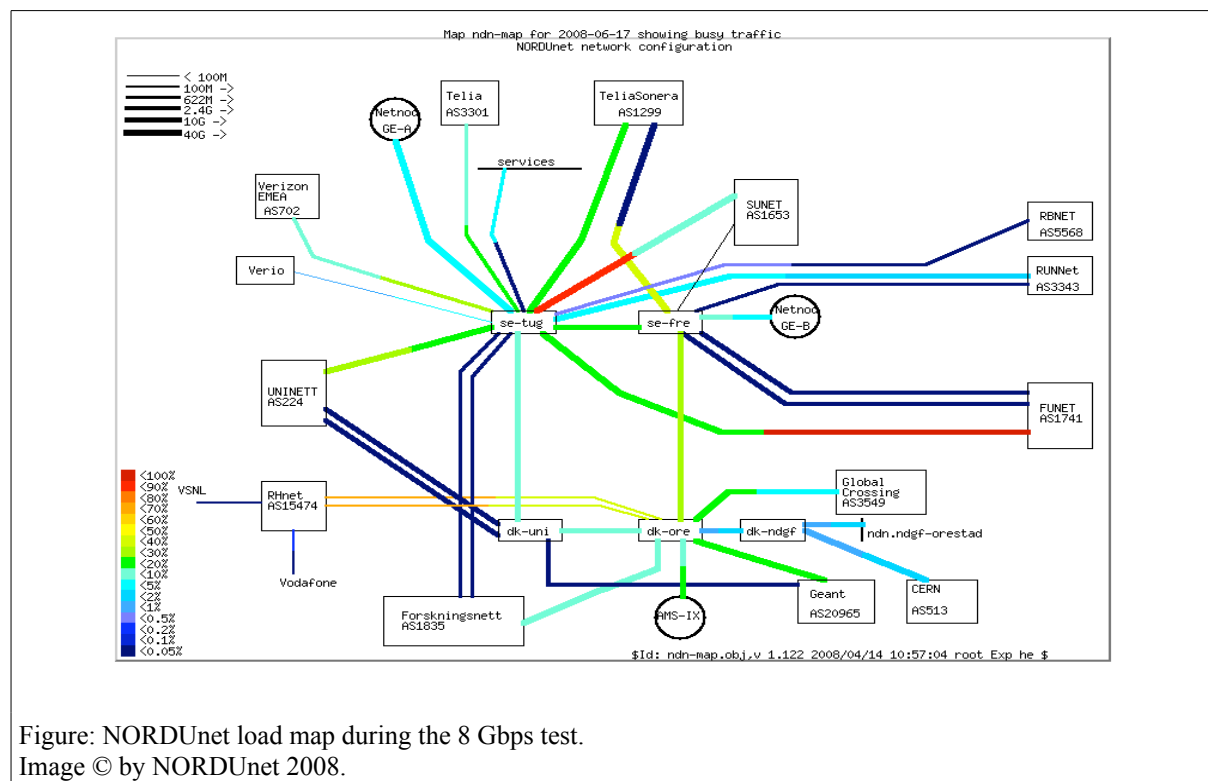 Map ndn-map for 2008-06-17 showing busy traffic
NORDUnet network configuration
< 100M
100M ->
622M ->
2.4G ->
10G ->
40G ->
Netnod
GE-A
Telia
AS3301
TeliaSonera
AS1299
services
Verizon
EMEA
AS702
SUNET
AS1653
RBNET
AS5568
Verio
RUNNet
AS3343
se-tug
se-fre
Netnod
GE-B
UNINETT
AS224
FUNET
AS1741
<100%
<90%
<80%
<70%
<60%
<50%
<40%
<30%
<20%
<10%
<5%
<2%
<1%
<0.5%
<0.2%
<0.1%
<0.05%
VSNL
RHnet
AS15474
Global
Crossing
AS3549
dk-uni
dk-ore
dk-ndgf
ndn.ndgf-orestad
Vodafone
Forskningsnett
AS1835
AMS-IX
Geant
AS20965
CERN
AS513
$Id: ndn-map.obj,v 1.122 2008/04/14 10:57:04 root Exp he $
Figure: NORDUnet load map during the 8 Gbps test.
Image © by NORDUnet 2008.